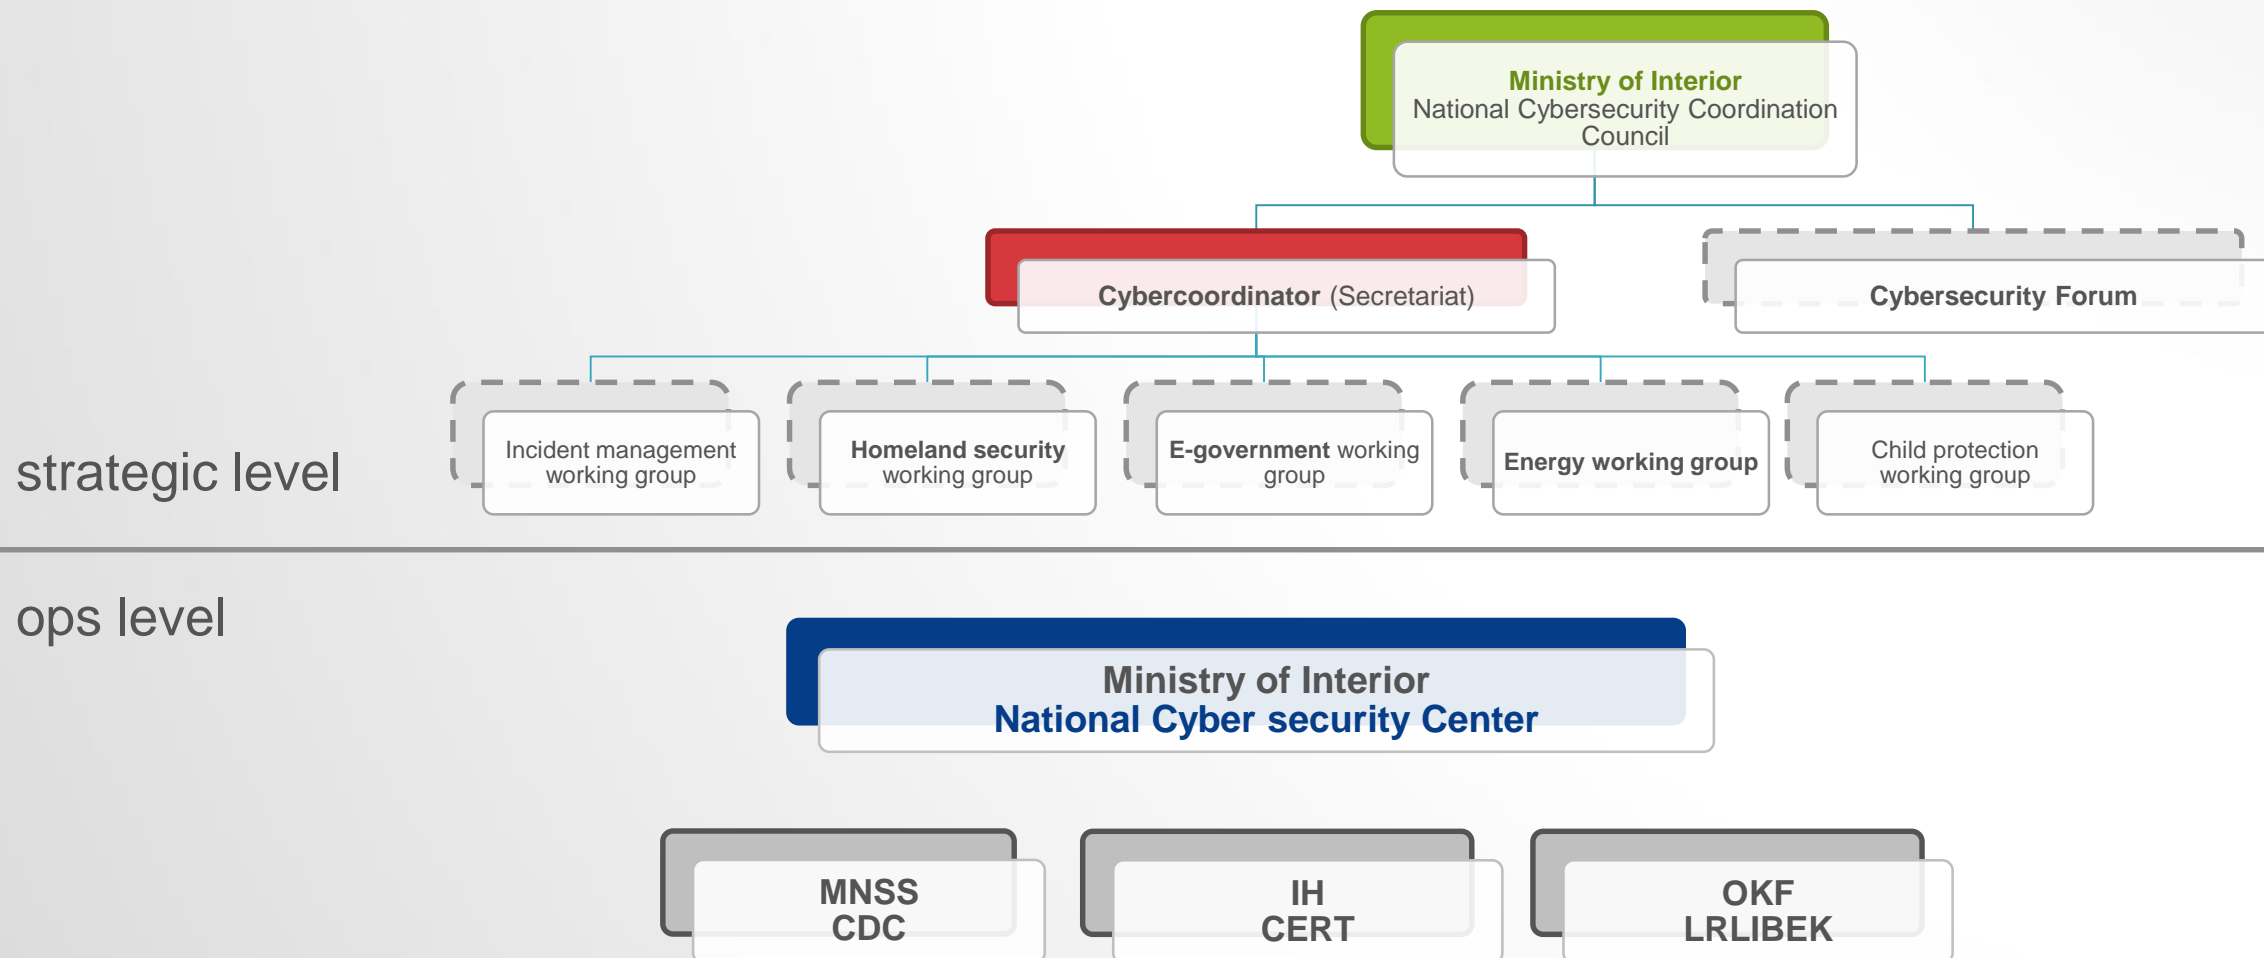 Ministry of Interior
National Cybersecurity Coordination
Council
Cybercoordinator (Secretariat)
Cybersecurity Forum
Incident management
working group
Homeland security
working group
E-government working
group
Energy working group
Child protection
working group
strategic level
ops level
Ministry of Interior
National Cyber security Center
MNSS
CDC
IH
CERT
OKF
LRLIBEK